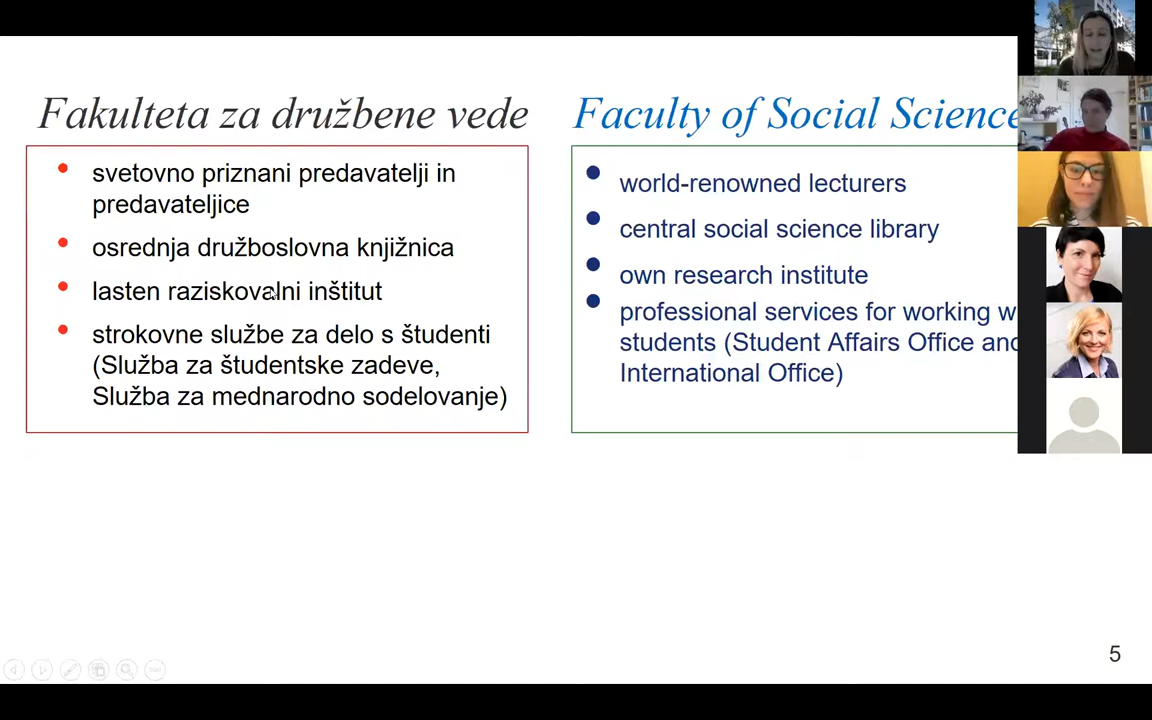 Fakulteta za družbene vede
svetovno priznani predavatelji in
predavateljice
osrednja družboslovna knjižnica
lasten raziskovalni inštitut
strokovne službe za delo s študenti
(Služba za študentske zadeve,
Služba za mednarodno sodelovanje)
Faculty of Social Science
world-renowned lecturers
central social science library
own research institute
professional services for working w
students (Student Affairs Office and
International Office)
5